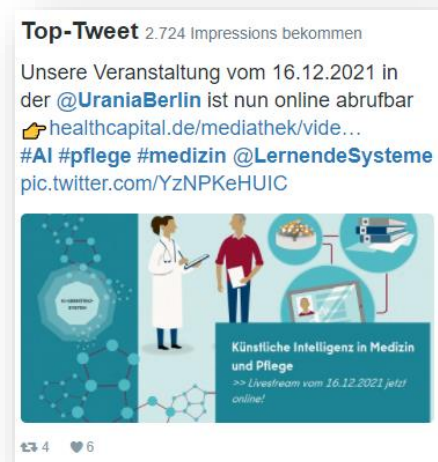 Top-Tweet 2.724 Impressions bekommen
Unsere Veranstaltung vom 16.12.2021 in
der @UraniaBerlin ist nun online abrufbar
👉healthcapital.de/mediathek/vide…
#AI #pflege #medizin @LernendeSysteme
pic.twitter.com/YzNPKeHUIC
Künstliche Intelligenz in Medizin
und Pflege
>> Livestream vom 16.12.2021 jetzt
online!
4 6